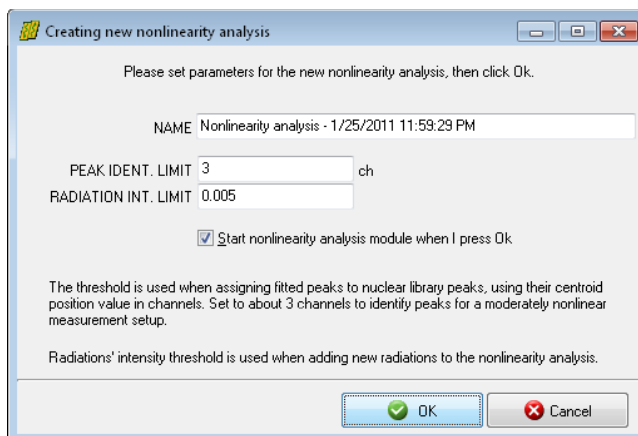 Creating new nonlinearity analysis
Please set parameters for the new nonlinearity analysis, then click Ok.
NAME Nonlinearity analysis - 1/25/2011 11:59:29 PM
PEAK IDENT. LIMIT 3 ch
RADIATION INT. LIMIT 0.005
Start nonlinearity analysis module when I press Ok
The threshold is used when assigning fitted peaks to nuclear library peaks, using their centroid
position value in channels. Set to about 3 channels to identify peaks for a moderately nonlinear
measurement setup.
Radiations' intensity threshold is used when adding new radiations to the nonlinearity analysis.
OK Cancel